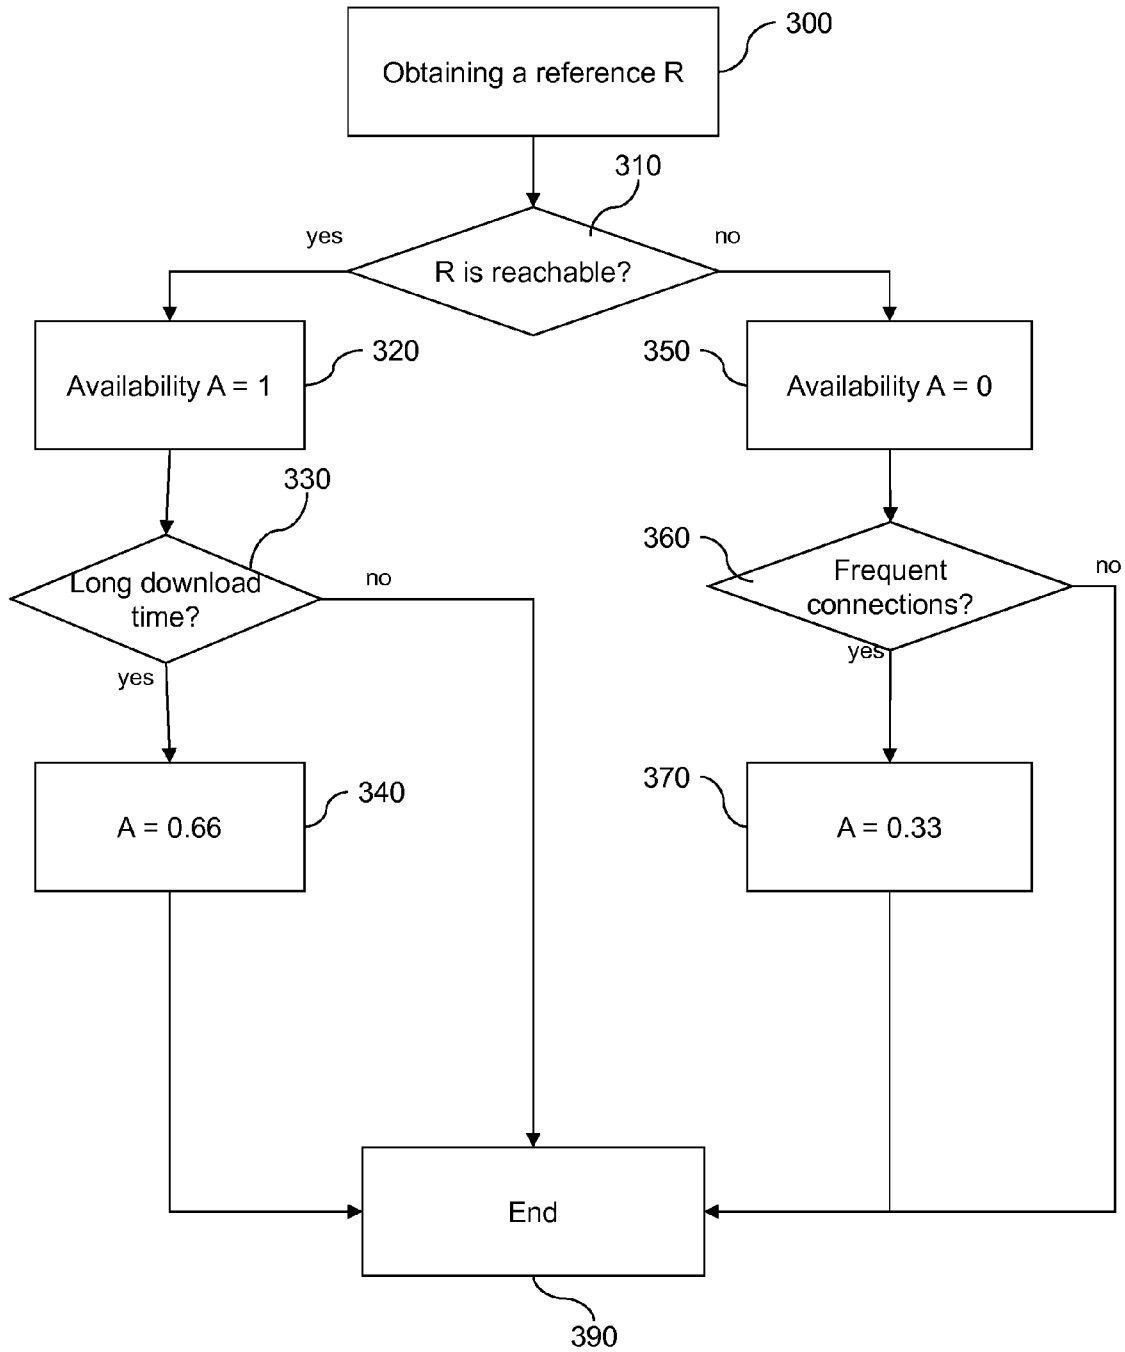 300
Obtaining a reference R
310
yes
no
R is reachable?
320
350
Availability A = 1
Availability A = 0
330
360
no
no
Long download
time?
Frequent
connections?
yes
yes
340
370
A = 0.66
A = 0.33
End
390